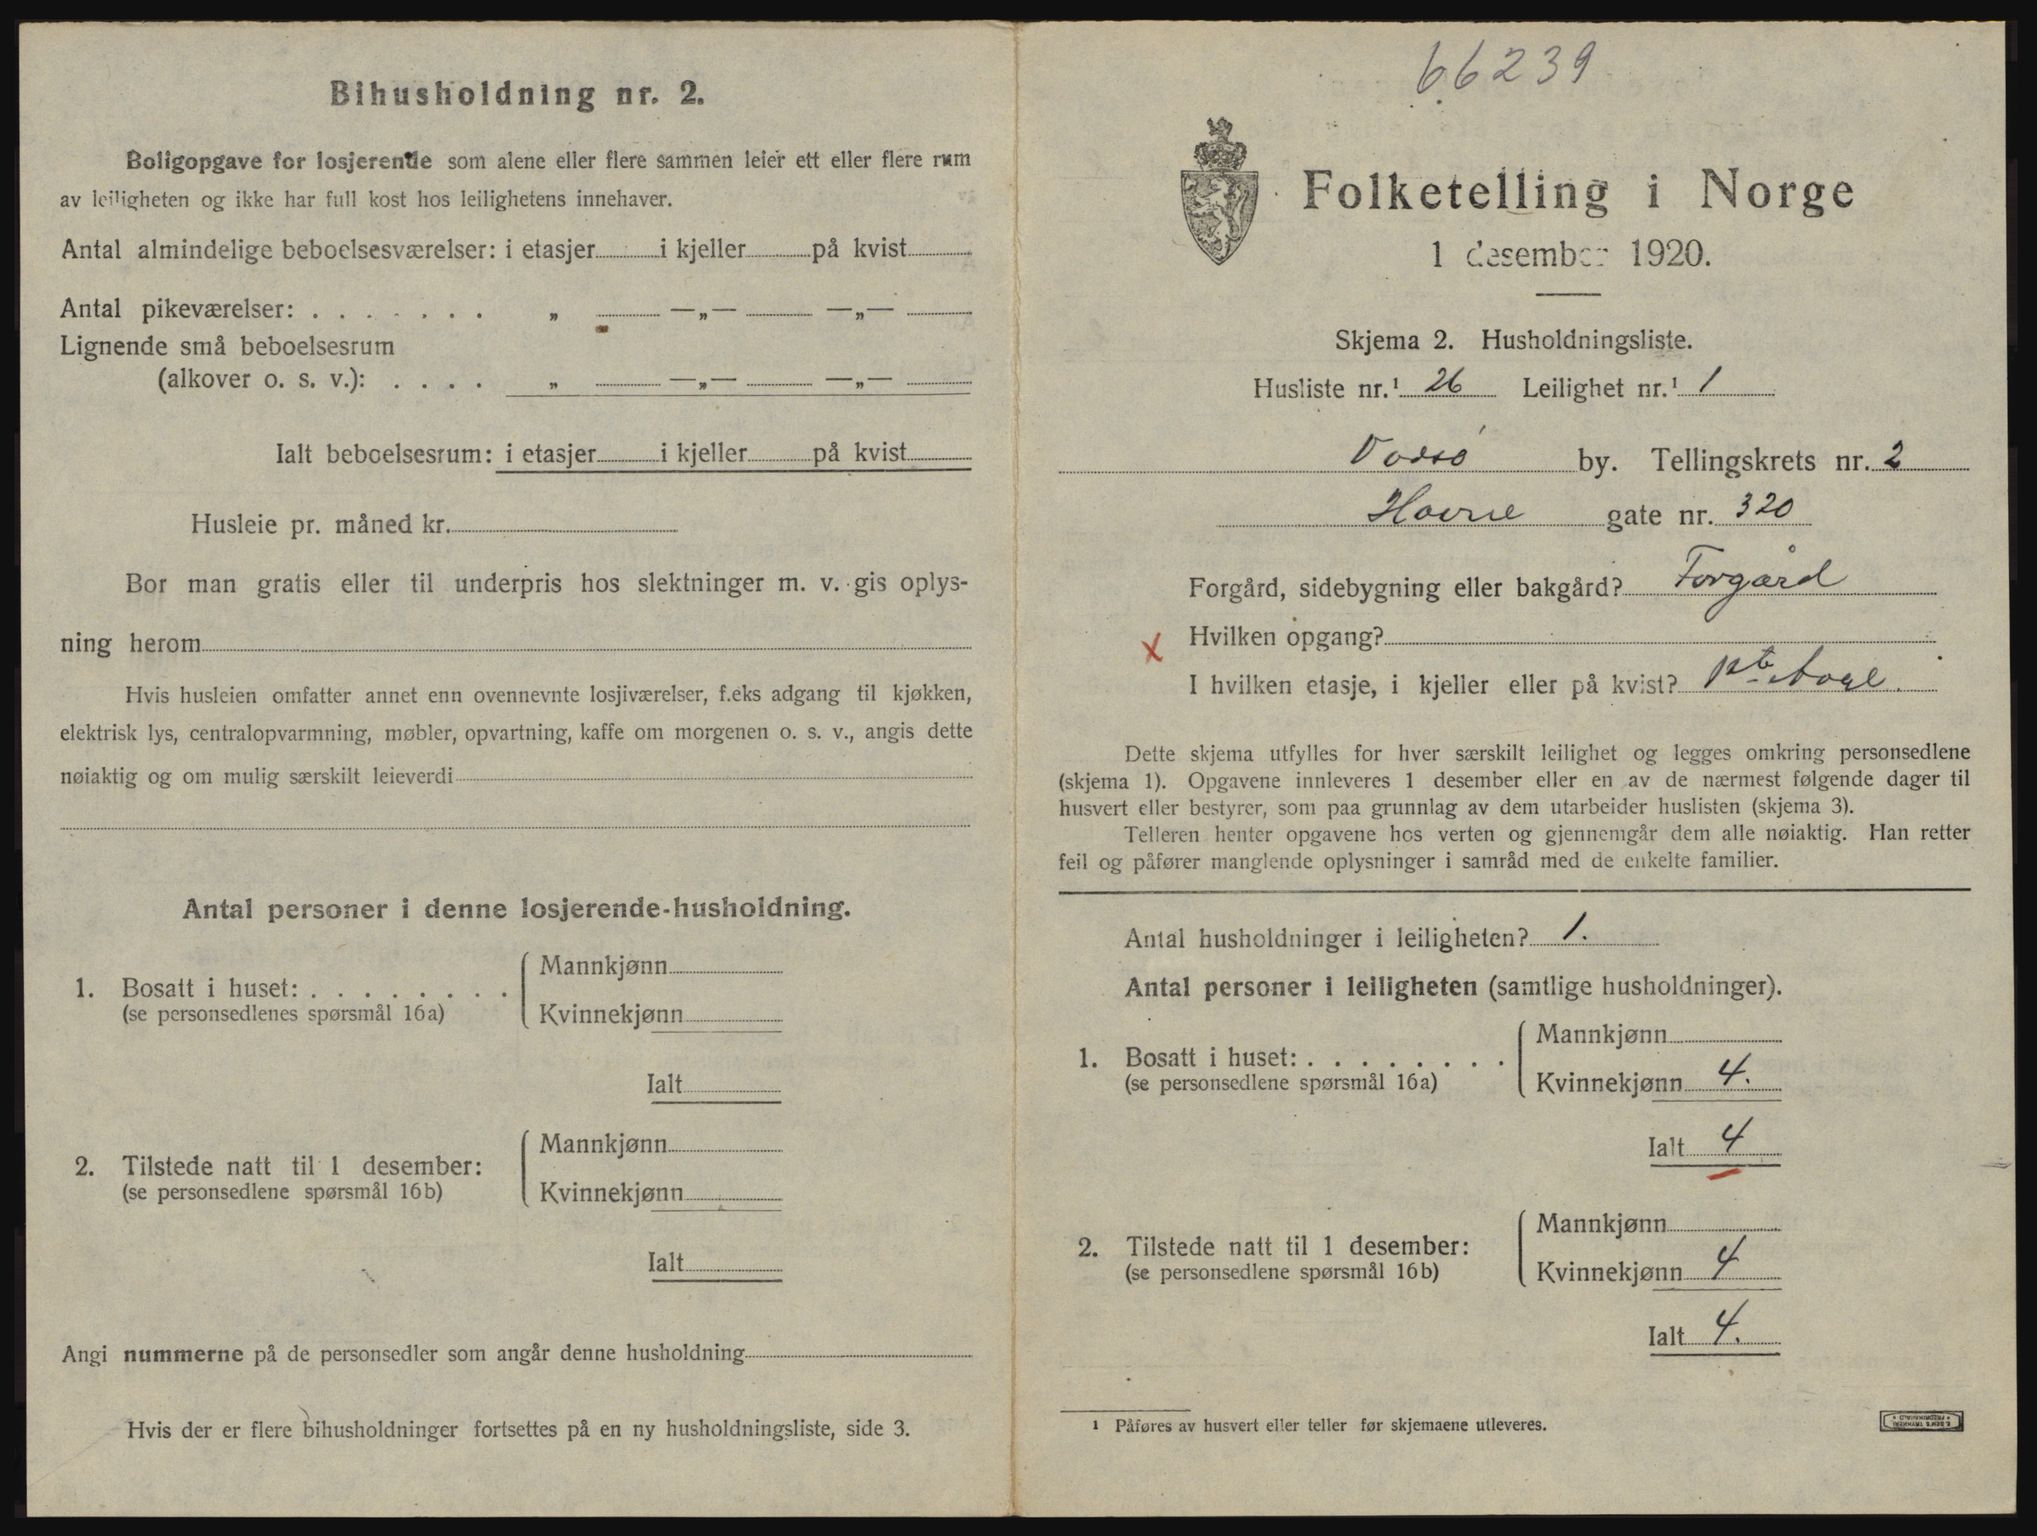 Bihusholdning nr. 2.
Boligopgave for losjerende som alene eller flere sammen leier ett eller flere rum
av leiligheten og ikke har full kost hos leilighetens innehaver.
Antal almindelige beboelsesværelser: i etasjer i kjeller på kvist
Antal pikeværelser: . . . . . . . „ —„— —„—
Lignende små beboelsesrum
(alkover o. s. v.): . . . . „ —„— —„—
Ialt beboelsesrum: i etasjer i kjeller på kvist
Husleie pr. måned kr.
Bor man gratis eller til underpris hos slektninger m. v. gis oplys-
ning herom
Hvis husleien omfatter annet enn ovennevnte losjiværelser, f.eks adgang til kjøkken,
elektrisk lys, centralopvarmning, møbler, opvartning, kaffe om morgenen o. s. v., angis dette
nøiaktig og om mulig særskilt leieverdi
Antal personer i denne losjerende-husholdning.
Mannkjønn
1. Bosatt i huset: . . . . . . . .
(se personsedlenes spørsmål 16a)
Kvinnekjønn
Ialt
Mannkjønn
2. Tilstede natt til 1 desember:
(se personsedlene spørsmål 16b)
Kvinnekjønn
Ialt
Angi nummerne på de personsedler som angår denne husholdning
Hvis der er flere bihusholdninger fortsettes på en ny husholdningsliste, side 3.
66239
Folketelling i Norge
1 desember 1920.
Skjema 2. Husholdningsliste.
Husliste nr.¹ 26 Leilighet nr.¹ 1
Vadsø by. Tellingskrets nr. 2
Havne gate nr. 320
Forgård, sidebygning eller bakgård? Forgård
x Hvilken opgang?
I hvilken etasje, i kjeller eller på kvist?
Dette skjema utfylles for hver særskilt leilighet og legges omkring personsedlene
(skjema 1). Opgavene innleveres 1 desember eller en av de nærmest følgende dager til
husvert eller bestyrer, som paa grunnlag av dem utarbeider huslisten (skjema 3).
Telleren henter opgavene hos verten og gjennemgår dem alle nøiaktig. Han retter
feil og påfører manglende oplysninger i samråd med de enkelte familier.
Antal husholdninger i leiligheten? 1.
Antal personer i leiligheten (samtlige husholdninger).
Mannkjønn
1. Bosatt i huset: . . . . . . . .
(se personsedlene spørsmål 16a)
Kvinnekjønn 4.
Ialt 4
Mannkjønn
2. Tilstede natt til 1 desember:
(se personsedlene spørsmål 16b)
Kvinnekjønn 4
Ialt 4.
¹ Påføres av husvert eller teller før skjemaene utleveres.